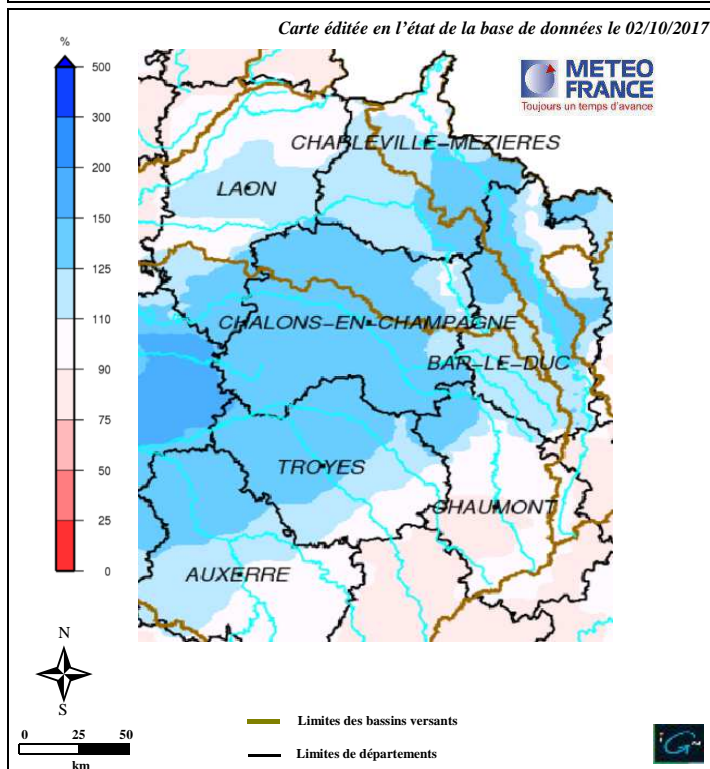 Carte éditée en l'état de la base de données le 02/10/2017
%
500
300
200
150
125
110
90
75
50
25
0
METEO
FRANCE
Toujours un temps d'avance
CHARLEVILLE-MEZIERES
LAON
CHALONS-EN-CHAMPAGNE
BAR-LE-DUC
TROYES
CHAUMONT
AUXERRE
N
S
0 25 50
km
Limites des bassins versants
Limites de départements